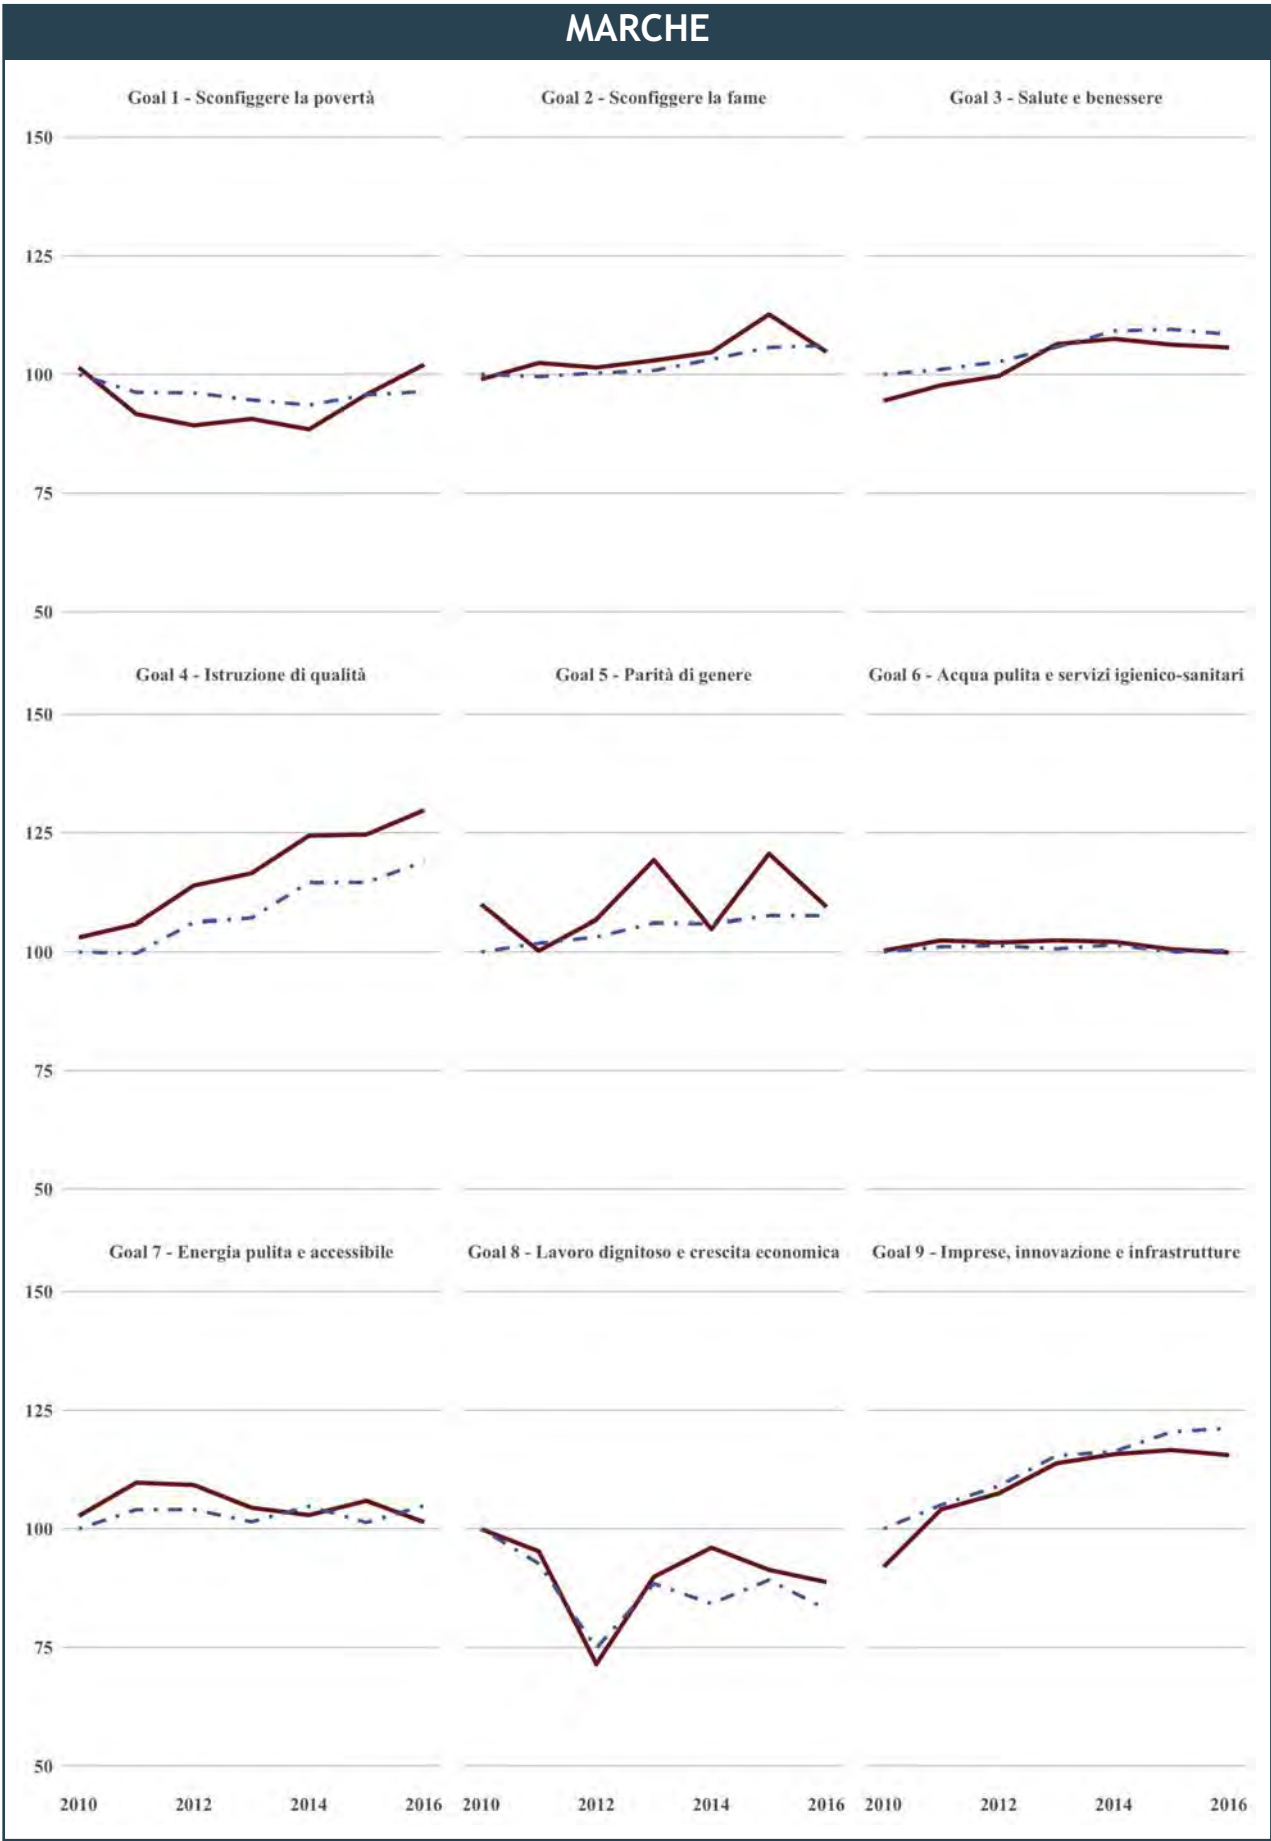 MARCHE
Goal 1 - Sconfiggere la povertà
Goal 2 - Sconfiggere la fame
Goal 3 - Salute e benessere
150
125
100
75
50
Goal 4 - Istruzione di qualità
Goal 5 - Parità di genere
Goal 6 - Acqua pulita e servizi igienico-sanitari
150
125
100
75
50
Goal 7 - Energia pulita e accessibile
Goal 8 - Lavoro dignitoso e crescita economica
Goal 9 - Imprese, innovazione e infrastrutture
150
125
100
75
50
2010 2012 2014 2016
2010 2012 2014 2016
2010 2012 2014 2016